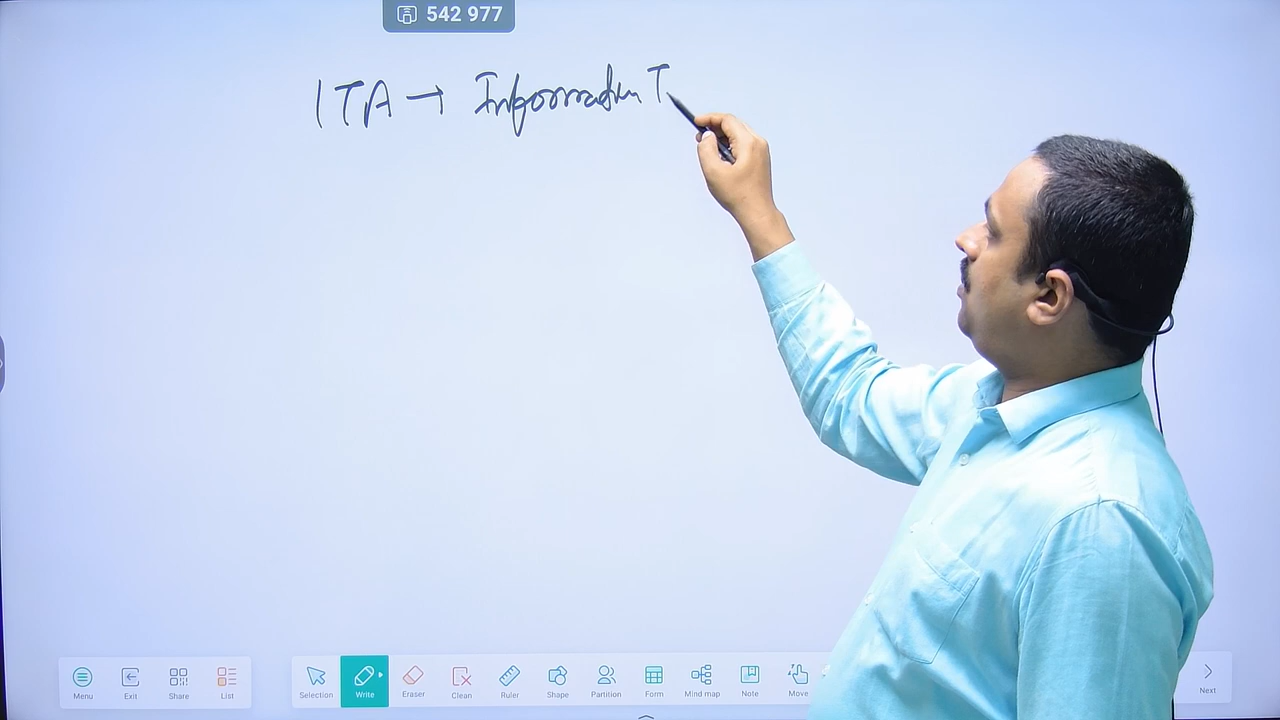 542 977
ITA → Information T
Menu
Exit
Share
List
Selection
Write
Eraser
Clean
Ruler
Shape
Partition
Form
Mind map
Note
Move
Next